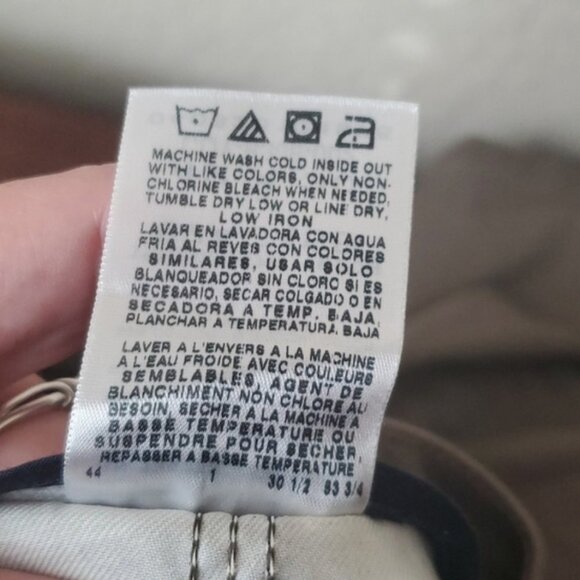 MACHINE WASH COLD INSIDE OUT
WITH LIKE COLORS, ONLY NON-
CHLORINE BLEACH WHEN NEEDED,
TUMBLE DRY LOW OR LINE DRY,
LOW IRON
LAVAR EN LAVADORA CON AGUA
FRIA AL REVES CON COLORES
SIMILARES, USAR SOLO
BLANQUEADOR SIN CLORO SI ES
NECESARIO, SECAR COLGADO O EN
SECADORA A TEMP. BAJA,
PLANCHAR A TEMPERATURA BAJA
LAVER A L'ENVERS A LA MACHINE
A L'EAU FROIDE AVEC COULEURS
SEMBLABLES, AGENT DE
BLANCHIMENT NON CHLORE AU
BESOIN, SECHER A LA MACHINE A
BASSE TEMPERATURE OU
SUSPENDRE POUR SECHER,
REPASSER A BASSE TEMPERATURE
44 1 30 1/2 83 3/4